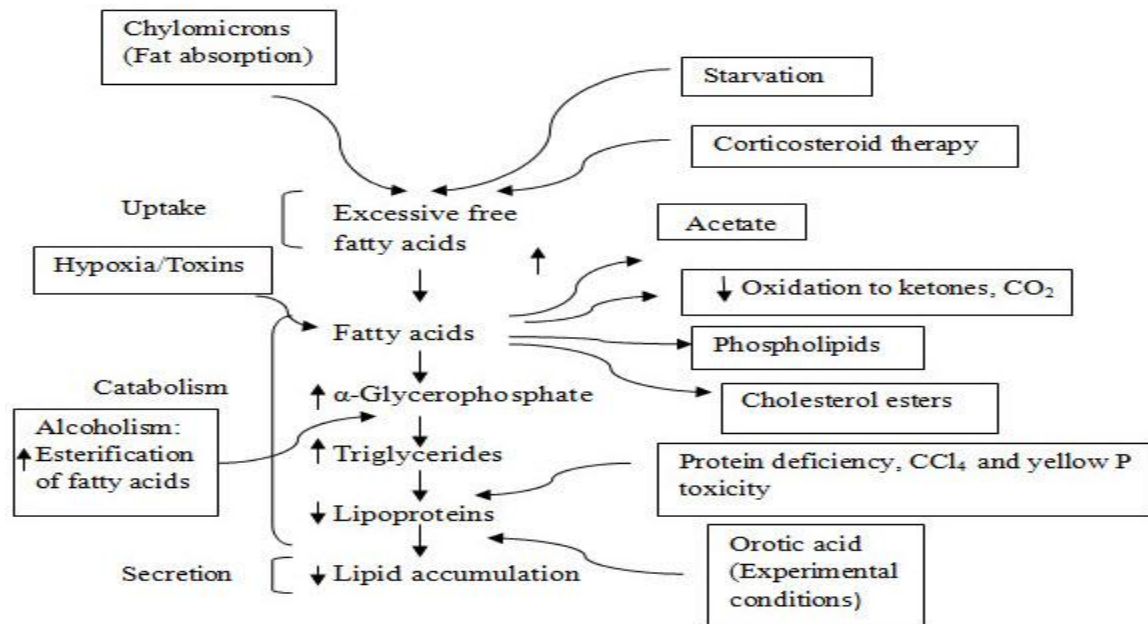 Chylomicrons
(Fat absorption)
Starvation
Corticosteroid therapy
Uptake
Excessive free
fatty acids
Acetate
Hypoxia/Toxins
Oxidation to ketones, CO₂
Fatty acids
Phospholipids
Catabolism
α-Glycerophosphate
Cholesterol esters
Alcoholism:
Esterification
of fatty acids
Triglycerides
Protein deficiency, CCl₄ and yellow P
toxicity
Lipoproteins
Orotic acid
(Experimental
conditions)
Secretion
Lipid accumulation